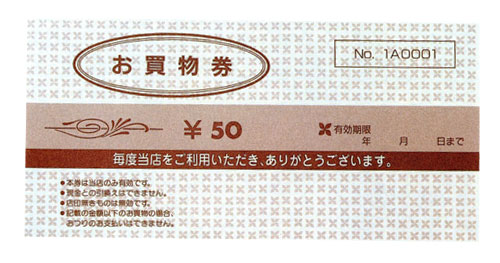 お買物券
No. 1A0001
¥50
有効期限
年 月 日まで
毎度当店をご利用いただき、ありがとうございます。
●本券は当店のみ有効です。
●現金との引換えはできません。
●店印無きものは無効です。
●記載の金額以下のお買物の場合、
おつりのお支払いはできません。